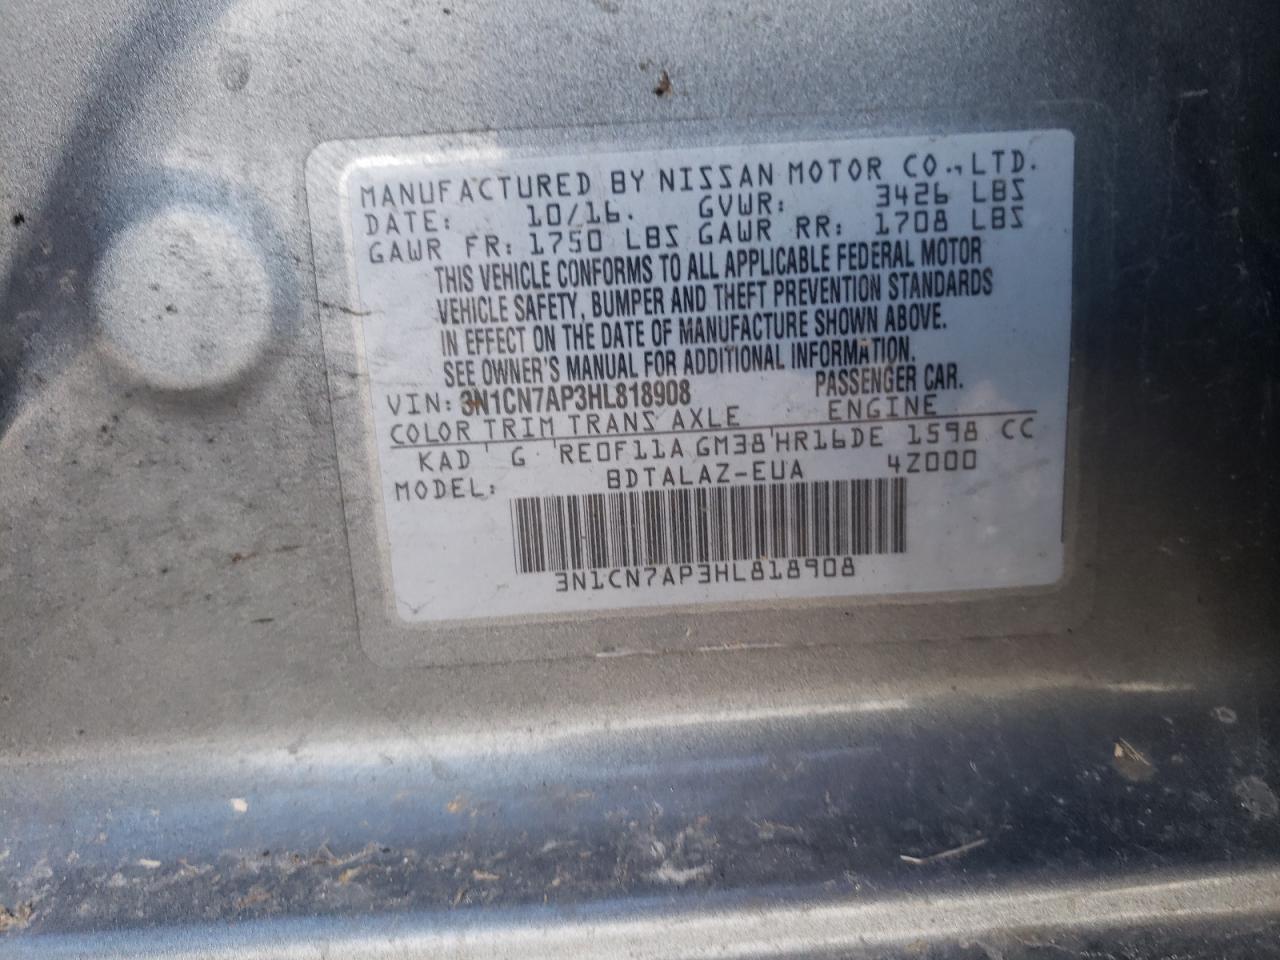 MANUFACTURED BY NISSAN MOTOR CO., LTD.
DATE: 10/16. GVWR: 3426 LBS
GAWR FR: 1750 LBS GAWR RR: 1708 LBS
THIS VEHICLE CONFORMS TO ALL APPLICABLE FEDERAL MOTOR
VEHICLE SAFETY, BUMPER AND THEFT PREVENTION STANDARDS
IN EFFECT ON THE DATE OF MANUFACTURE SHOWN ABOVE.
SEE OWNER'S MANUAL FOR ADDITIONAL INFORMATION.
VIN: 3N1CN7AP3HL818908 PASSENGER CAR.
COLOR TRIM TRANS AXLE ENGINE
KAD G RE0F11A GM38 HR16DE 1598 CC
MODEL: BDTALAZ-EUA 4Z000
3N1CN7AP3HL818908